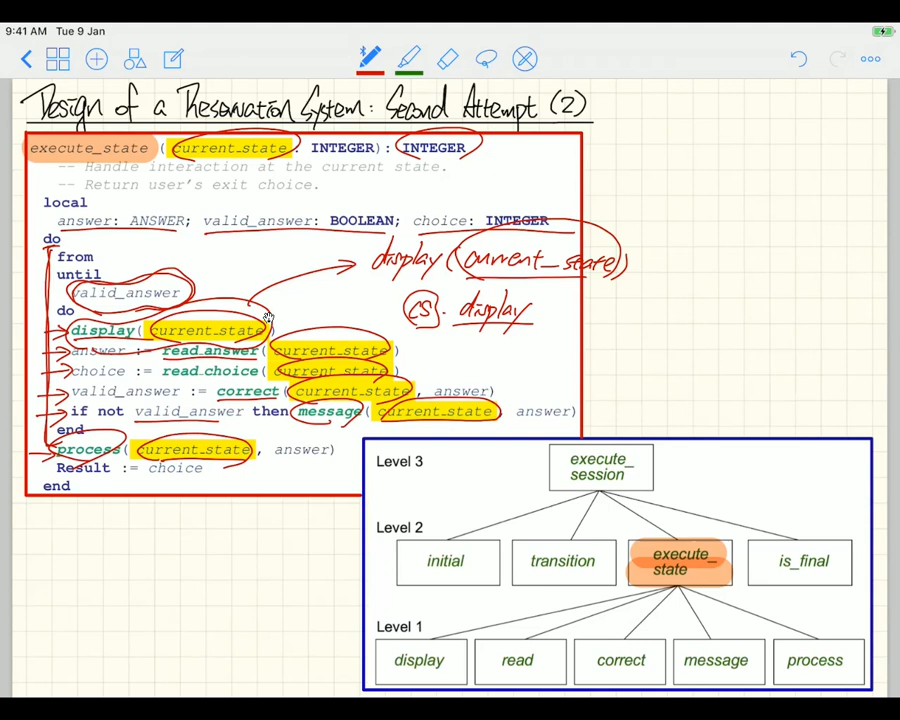 9:41 AM Tue 9 Jan
Design of a Reservation System: Second Attempt (2)
execute_state (current_state: INTEGER): INTEGER
-- Handle interaction at the current state.
-- Return user's exit choice.
local
answer: ANSWER; valid_answer: BOOLEAN; choice: INTEGER
do
from
until
valid_answer
do
display(current_state)
answer := read_answer(current_state)
choice := read_choice(current_state)
valid_answer := correct(current_state, answer)
if not valid_answer then message(current_state, answer)
end
process(current_state, answer)
Result := choice
end
display(current_state)
CS. display
Level 3
execute_
session
Level 2
initial
transition
execute_
state
is_final
Level 1
display
read
correct
message
process